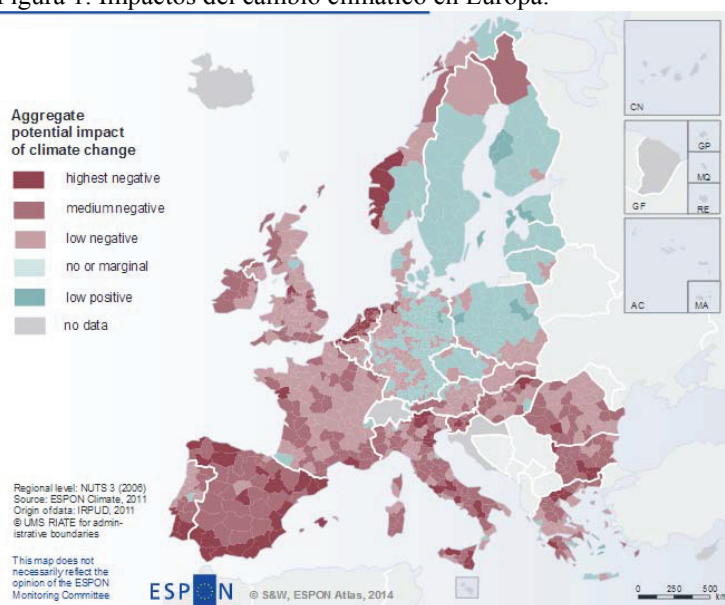 Figura 1. Impactos del cambio climático en Europa.
Aggregate
potential impact
of climate change
highest negative
medium negative
low negative
no or marginal
low positive
no data
CN
GF
GP
MQ
RE
AC
MA
Regional level: NUTS 3 (2006)
Source: ESPON Climate, 2011
Origin of data: IRPUD, 2011
© UMS RIATE for admin-
istrative boundaries
This map does not
necessarily reflect the
opinion of the ESPON
Monitoring Committee
ESPON
© S&W, ESPON Atlas, 2014
0 250 500
km